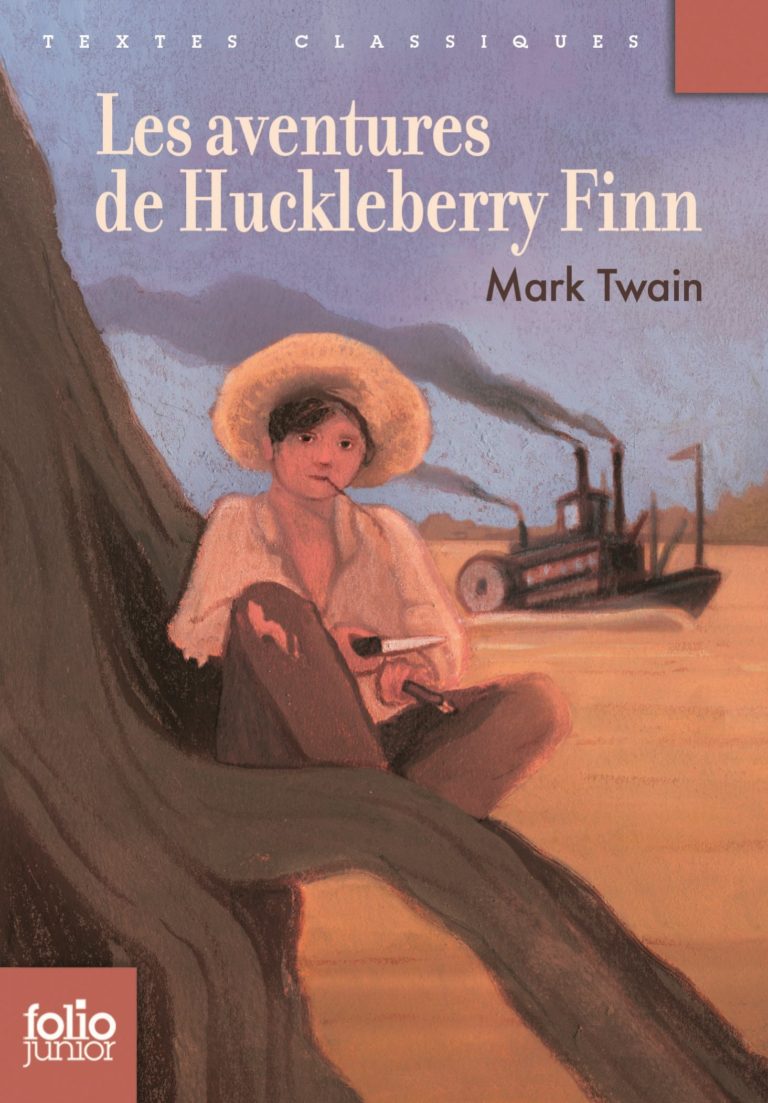 TEXTES CLASSIQUES
Les aventures
de Huckleberry Finn
Mark Twain
folio
junior